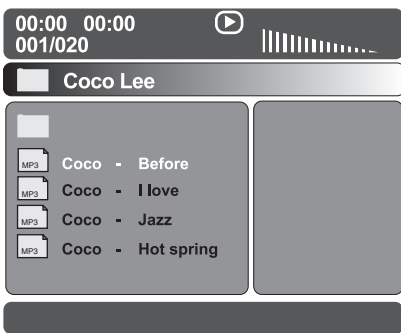 00:00 00:00
001/020
Coco Lee
MP3 Coco - Before
MP3 Coco - I love
MP3 Coco - Jazz
MP3 Coco - Hot spring